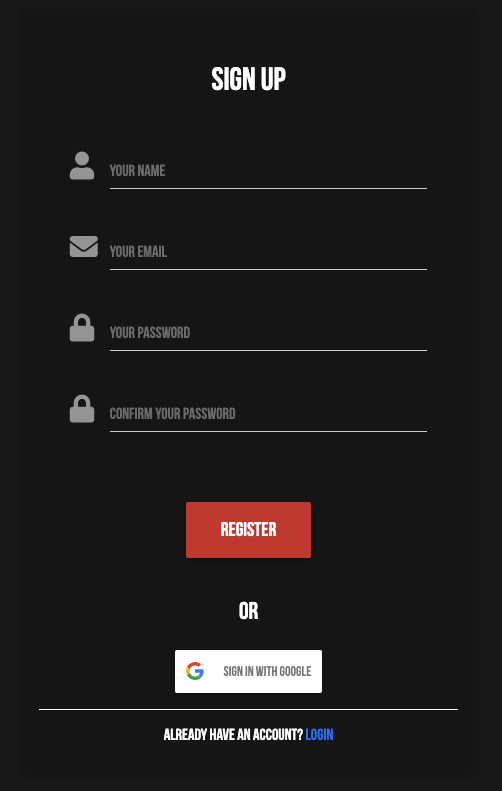 SIGN UP
YOUR NAME
YOUR EMAIL
YOUR PASSWORD
CONFIRM YOUR PASSWORD
REGISTER
OR
SIGN IN WITH GOOGLE
ALREADY HAVE AN ACCOUNT? LOGIN